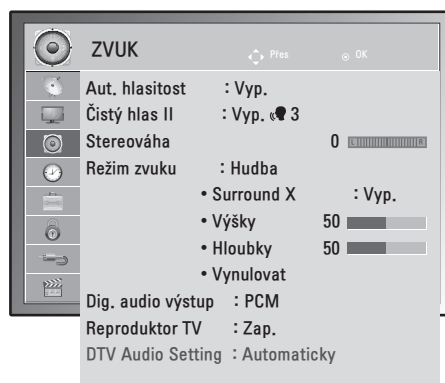 ZVUK Přes OK
Aut. hlasitost : Vyp.
Čistý hlas II : Vyp. 3
Stereováha 0 L R
Režim zvuku : Hudba
• Surround X : Vyp.
• Výšky 50
• Hloubky 50
• Vynulovat
Dig. audio výstup : PCM
Reproduktor TV : Zap.
DTV Audio Setting : Automaticky